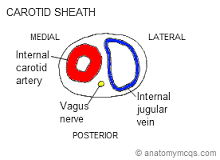 CAROTID SHEATH
MEDIAL
LATERAL
Internal
carotid
artery
Vagus
nerve
Internal
jugular
vein
POSTERIOR
© anatomymcqs.com